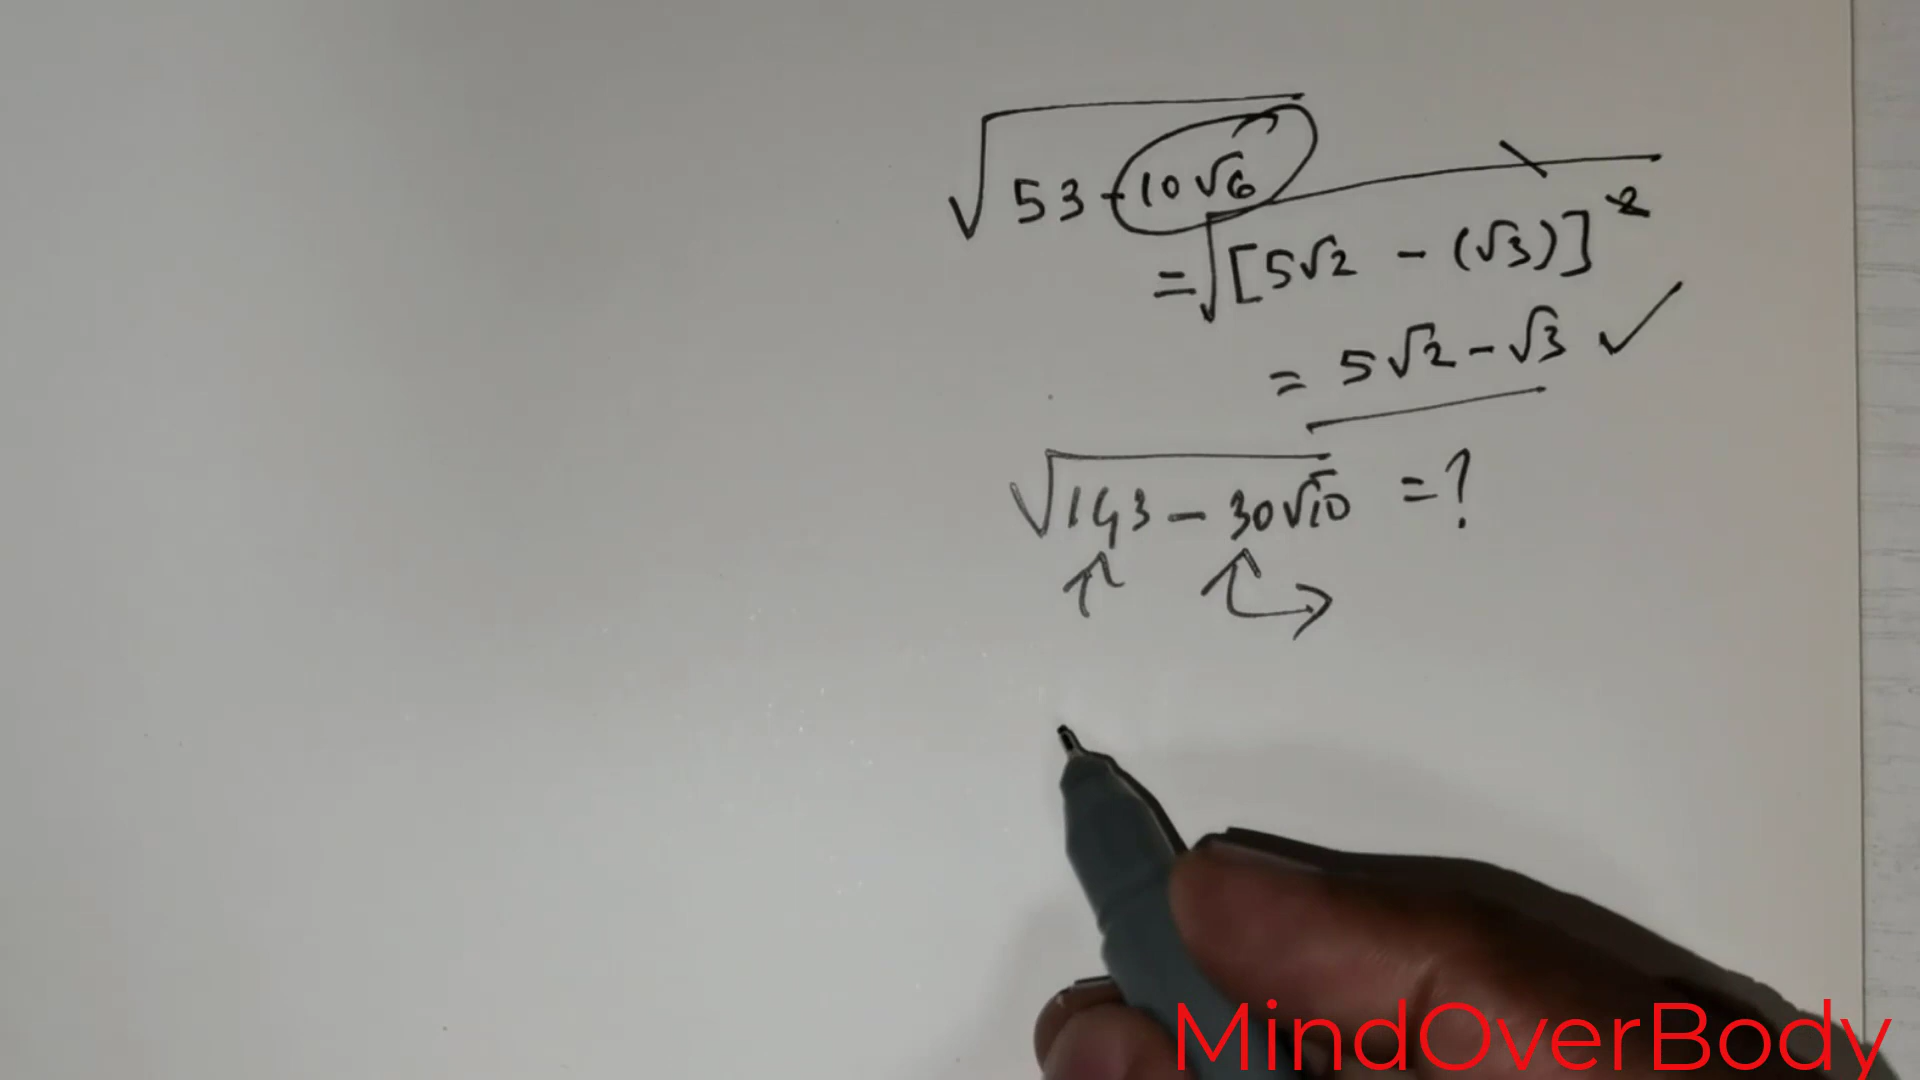 √53 - 10√6
= √[5√2 - (√3)]²
= 5√2 - √3 ✓
√143 - 30√10 = ?
MindOverBody